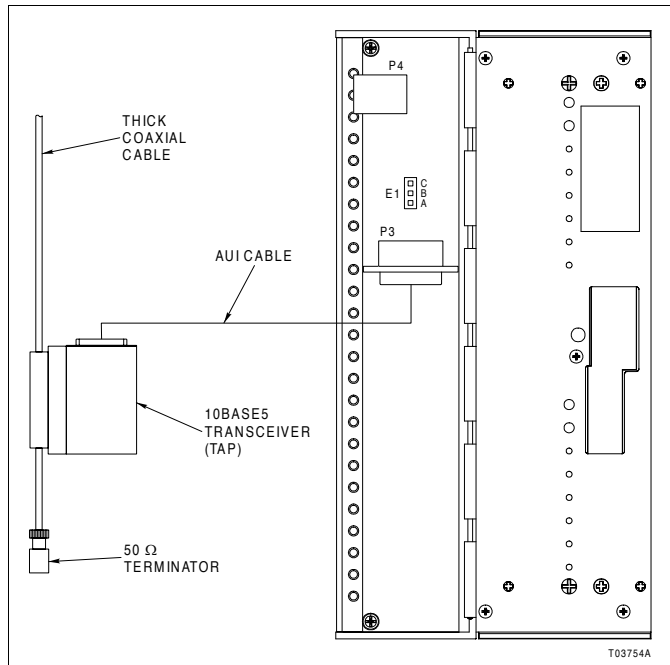 P4
THICK
COAXIAL
CABLE
C
E1 B
A
P3
AUI CABLE
10BASE5
TRANSCEIVER
(TAP)
50 Ω
TERMINATOR
T03754A